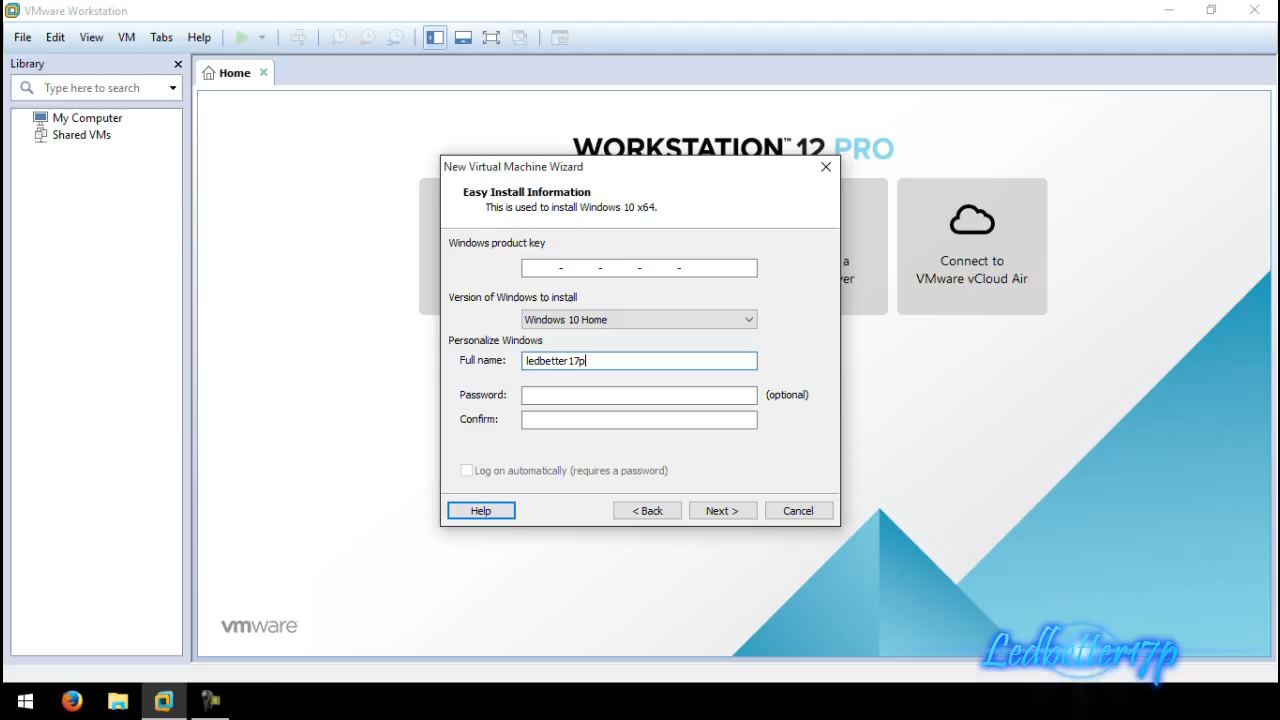 VMware Workstation
File Edit View VM Tabs Help
Library
Type here to search
My Computer
Shared VMs
Home
WORKSTATION™ 12 PRO
New Virtual Machine Wizard
Easy Install Information
This is used to install Windows 10 x64.
Windows product key
- - - -
Version of Windows to install
Windows 10 Home
Personalize Windows
Full name: ledbetter17p
Password: (optional)
Confirm:
Log on automatically (requires a password)
Help < Back Next > Cancel
a
ver
Connect to
VMware vCloud Air
vmware
Ledbetter17p